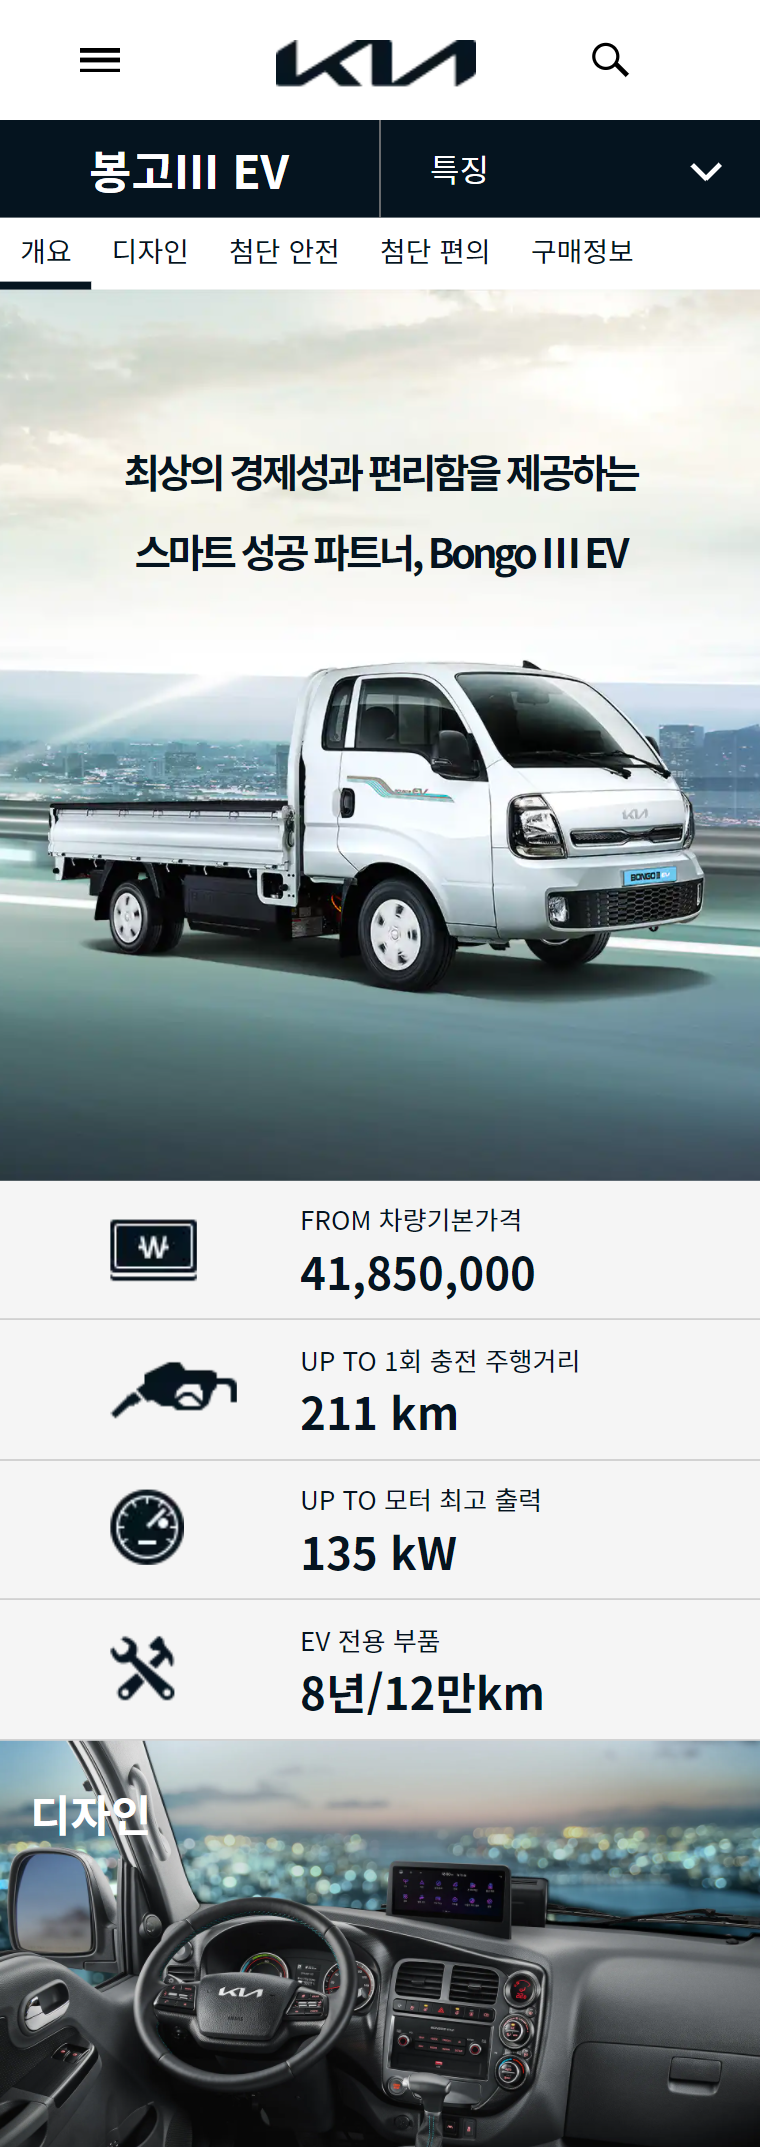 KIA
봉고III EV
특징
개요 디자인 첨단 안전 첨단 편의 구매정보
최상의 경제성과 편리함을 제공하는
스마트 성공 파트너, Bongo III EV
KIA
BONGO III EV
₩
FROM 차량기본가격
41,850,000
UP TO 1회 충전 주행거리
211 km
UP TO 모터 최고 출력
135 kW
EV 전용 부품
8년/12만km
디자인
KIA